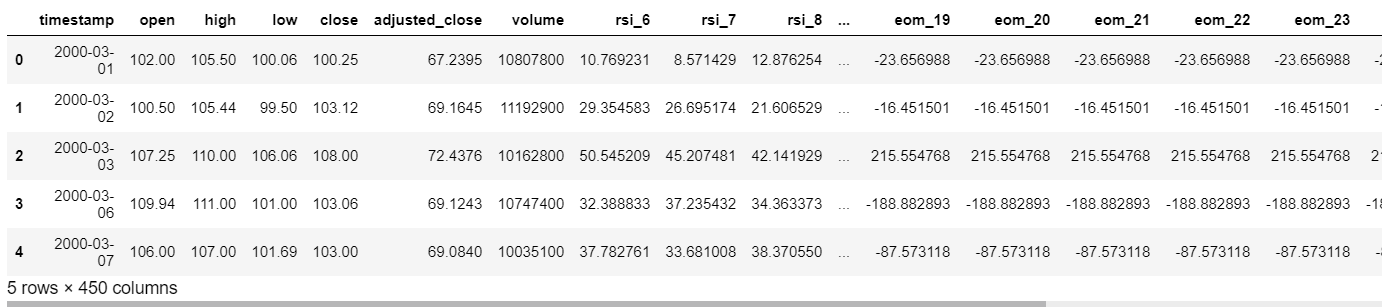 timestamp open high low close adjusted_close volume rsi_6 rsi_7 rsi_8 ... eom_19 eom_20 eom_21 eom_22 eom_23
0 2000-03-01 102.00 105.50 100.06 100.25 67.2395 10807800 10.769231 8.571429 12.876254 ... -23.656988 -23.656988 -23.656988 -23.656988 -23.656988
1 2000-03-02 100.50 105.44 99.50 103.12 69.1645 11192900 29.354583 26.695174 21.606529 ... -16.451501 -16.451501 -16.451501 -16.451501 -16.451501
2 2000-03-03 107.25 110.00 106.06 108.00 72.4376 10162800 50.545209 45.207481 42.141929 ... 215.554768 215.554768 215.554768 215.554768 215.554768
3 2000-03-06 109.94 111.00 101.00 103.06 69.1243 10747400 32.388833 37.235432 34.363373 ... -188.882893 -188.882893 -188.882893 -188.882893 -188.882893
4 2000-03-07 106.00 107.00 101.69 103.00 69.0840 10035100 37.782761 33.681008 38.370550 ... -87.573118 -87.573118 -87.573118 -87.573118 -87.573118
5 rows × 450 columns